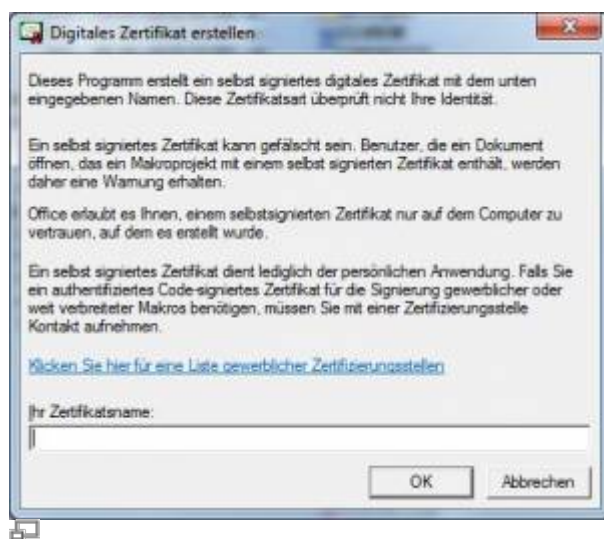 Digitales Zertifikat erstellen
Dieses Programm erstellt ein selbst signiertes digitales Zertifikat mit dem unten
eingegebenen Namen. Diese Zertifikatsart überprüft nicht Ihre Identität.
Ein selbst signiertes Zertifikat kann gefälscht sein. Benutzer, die ein Dokument
öffnen, das ein Makroprojekt mit einem selbst signierten Zertifikat enthält, werden
daher eine Warnung erhalten.
Office erlaubt es Ihnen, einem selbstsignierten Zertifikat nur auf dem Computer zu
vertrauen, auf dem es erstellt wurde.
Ein selbst signiertes Zertifikat dient lediglich der persönlichen Anwendung. Falls Sie
ein authentifiziertes Code-signiertes Zertifikat für die Signierung gewerblicher oder
weit verbreiteter Makros benötigen, müssen Sie mit einer Zertifizierungsstelle
Kontakt aufnehmen.
Klicken Sie hier für eine Liste gewerblicher Zertifizierungsstellen
Ihr Zertifikatsname:
OK Abbrechen